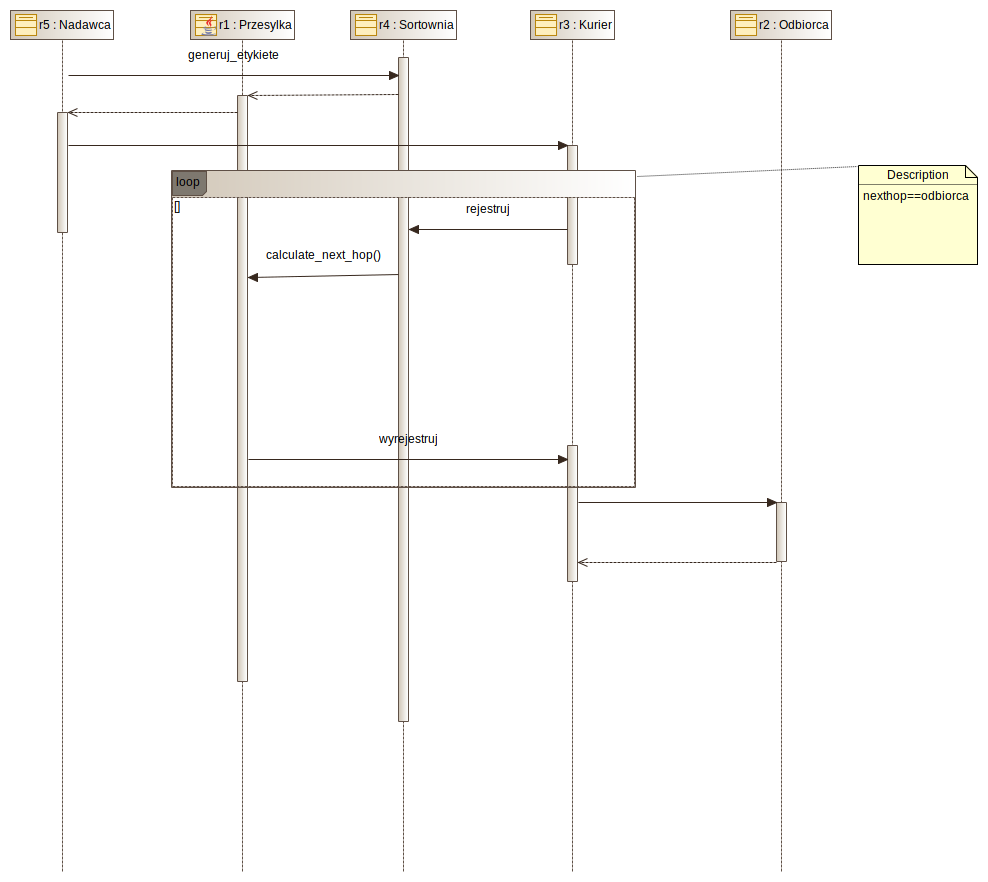 r5 : Nadawca
r1 : Przesylka
r4 : Sortownia
r3 : Kurier
r2 : Odbiorca
generuj_etykiete
loop
[]
Description
nexthop==odbiorca
rejestruj
calculate_next_hop()
wyrejestruj